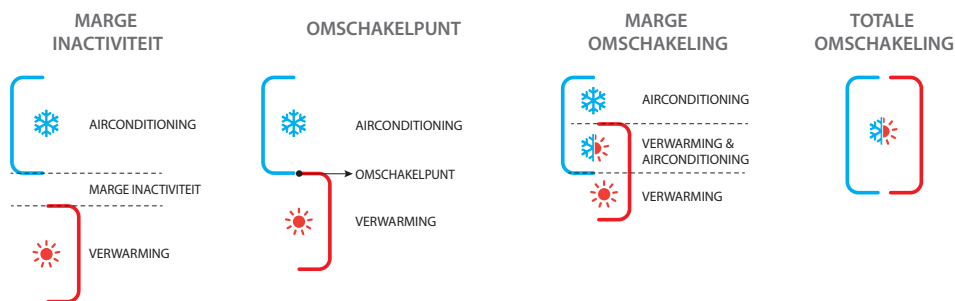 MARGE
INACTIVITEIT
AIRCONDITIONING
MARGE INACTIVITEIT
VERWARMING
OMSCHAKELPUNT
AIRCONDITIONING
OMSCHAKELPUNT
VERWARMING
MARGE
OMSCHAKELING
AIRCONDITIONING
VERWARMING &
AIRCONDITIONING
VERWARMING
TOTALE
OMSCHAKELING